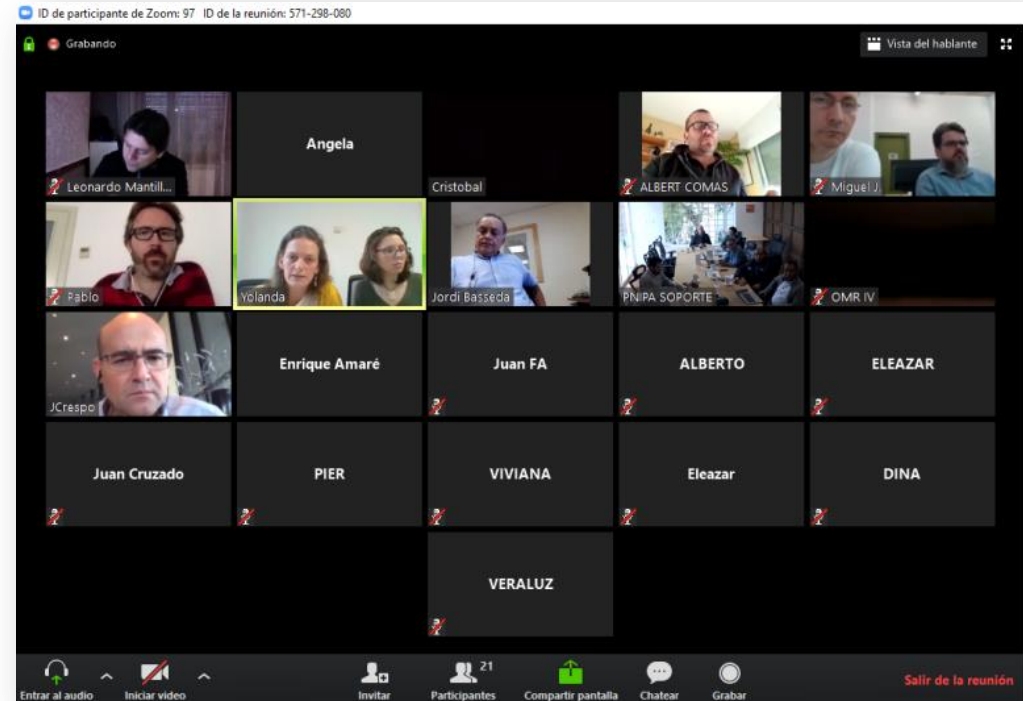 ID de participante de Zoom: 97 ID de la reunión: 571-298-080
Grabando
Vista del hablante
Leonardo Mantill...
Angela
Cristobal
ALBERT COMAS
Miguel J.
Pablo
Yolanda
Jordi Basseda
PNIPA SOPORTE
OMR IV
JCrespo
Enrique Amaré
Juan FA
ALBERTO
ELEAZAR
Juan Cruzado
PIER
VIVIANA
Eleazar
DINA
VERALUZ
Entrar al audio
Iniciar video
Invitar
21
Participantes
Compartir pantalla
Chatear
Grabar
Salir de la reunión